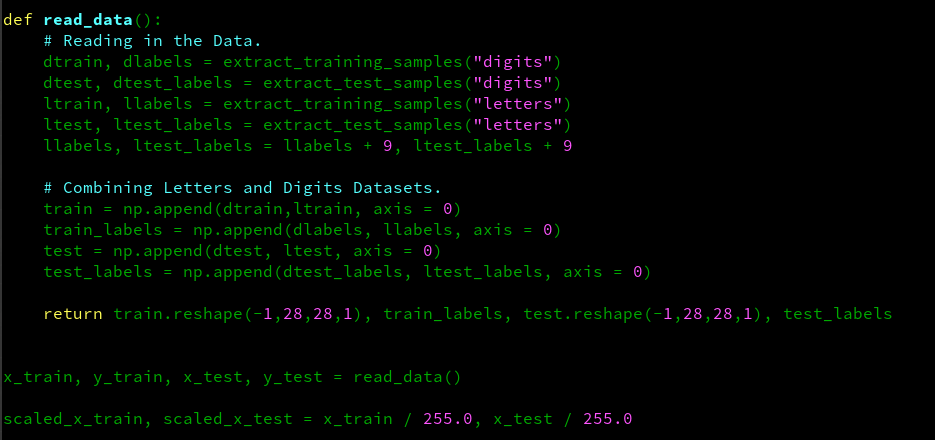 def read_data():
    # Reading in the Data.
    dtrain, dlabels = extract_training_samples("digits")
    dtest, dtest_labels = extract_test_samples("digits")
    ltrain, llabels = extract_training_samples("letters")
    ltest, ltest_labels = extract_test_samples("letters")
    llabels, ltest_labels = llabels + 9, ltest_labels + 9

    # Combining Letters and Digits Datasets.
    train = np.append(dtrain,ltrain, axis = 0)
    train_labels = np.append(dlabels, llabels, axis = 0)
    test = np.append(dtest, ltest, axis = 0)
    test_labels = np.append(dtest_labels, ltest_labels, axis = 0)

    return train.reshape(-1,28,28,1), train_labels, test.reshape(-1,28,28,1), test_labels

x_train, y_train, x_test, y_test = read_data()

scaled_x_train, scaled_x_test = x_train / 255.0, x_test / 255.0